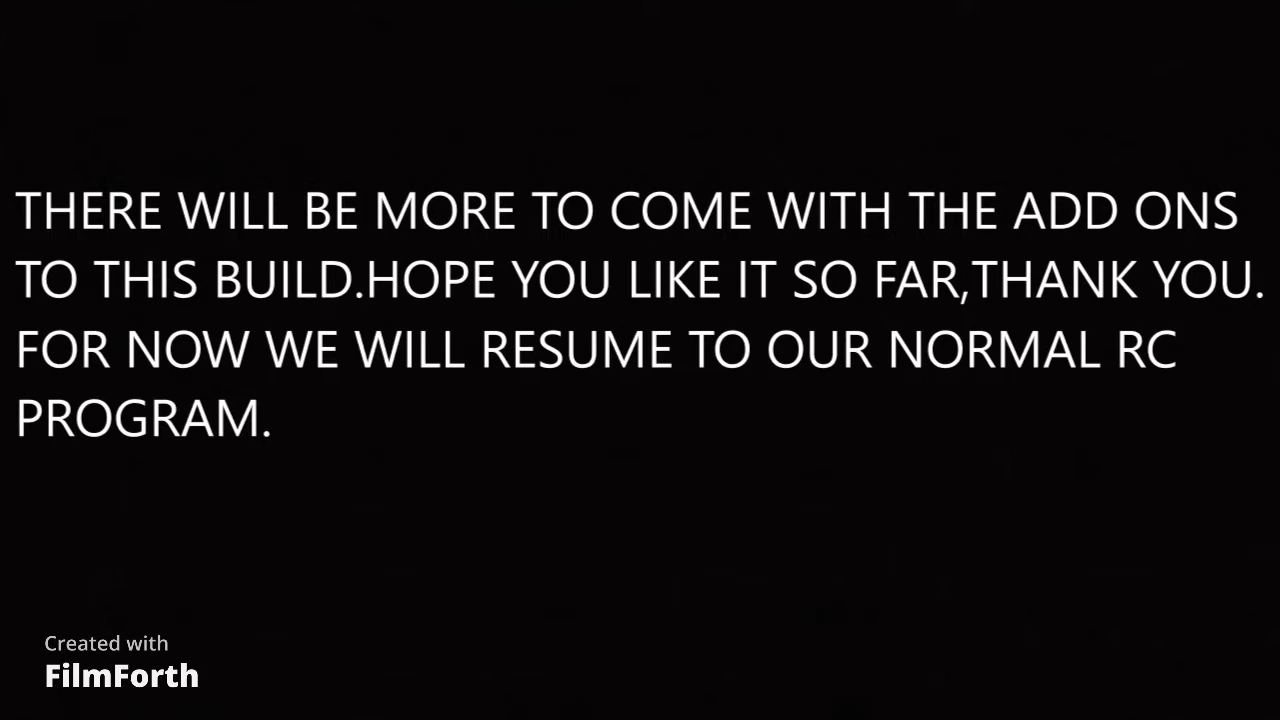 THERE WILL BE MORE TO COME WITH THE ADD ONS
TO THIS BUILD.HOPE YOU LIKE IT SO FAR,THANK YOU.
FOR NOW WE WILL RESUME TO OUR NORMAL RC
PROGRAM.
Created with
FilmForth